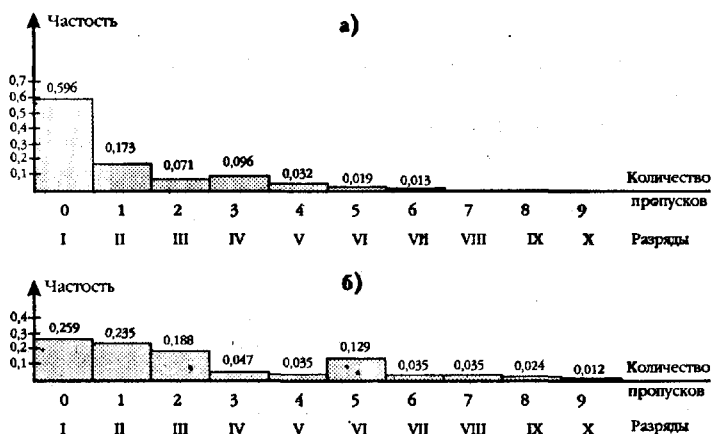 Частость
а)
0,7
0,6
0,5
0,4
0,3
0,2
0,1
0,596
0,173
0,071
0,096
0,032
0,019
0,013
Количество
пропусков
0 1 2 3 4 5 6 7 8 9
I II III IV V VI VII VIII IX X Разряды
Частость
б)
0,4
0,3
0,2
0,1
0,259
0,235
0,188
0,047
0,035
0,129
0,035
0,035
0,024
0,012
Количество
пропусков
0 1 2 3 4 5 6 7 8 9
I II III IV V VI VII VIII IX X Разряды